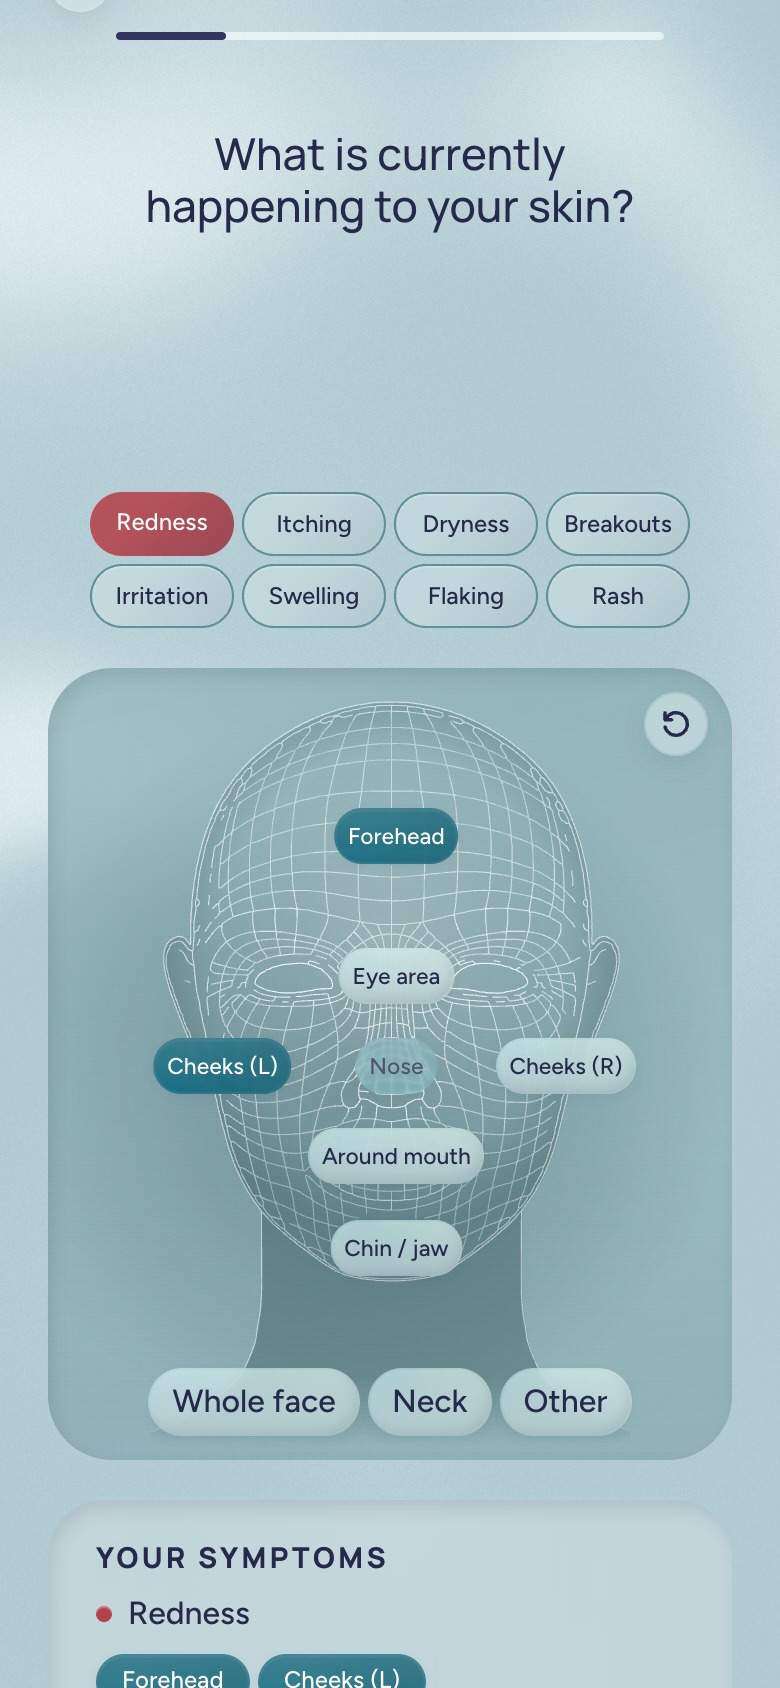 What is currently
happening to your skin?
Redness Itching Dryness Breakouts
Irritation Swelling Flaking Rash
Forehead
Eye area
Cheeks (L) Nose Cheeks (R)
Around mouth
Chin / jaw
Whole face Neck Other
YOUR SYMPTOMS
Redness
Forehead Cheeks (L)